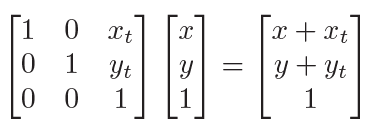 [1 0 x_t] [x]   [x + x_t]
[0 1 y_t] [y] = [y + y_t]
[0 0 1] [1]   [1]